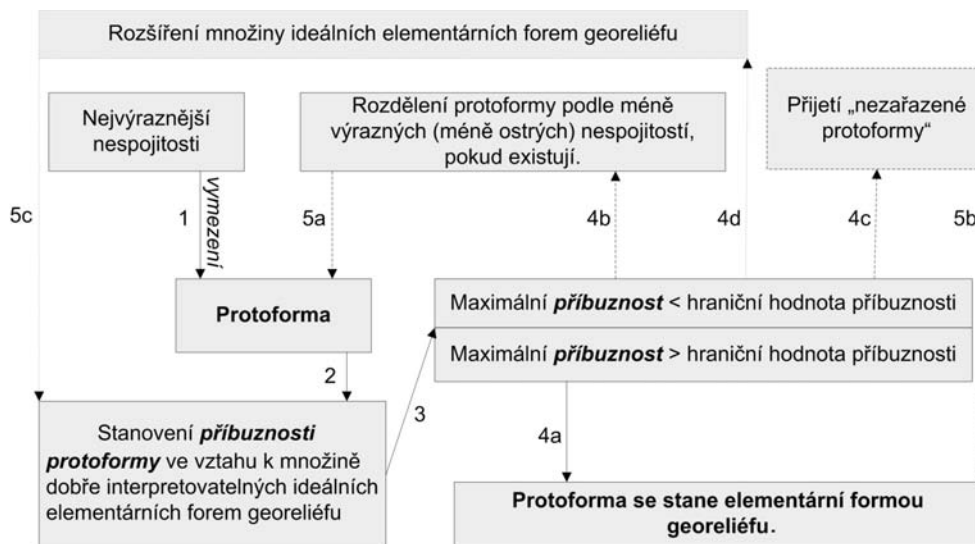 Rozšíření množiny ideálních elementárních forem georeliéfu
Nejvýraznější
nespojitosti
Rozdělení protoformy podle méně
výrazných (méně ostrých) nespojitostí,
pokud existují.
Přijetí „nezařazené
protoformy“
5c
1
vymezení
5a
4b
4d
4c
5b
Protoforma
Maximální příbuznost < hraniční hodnota příbuznosti
Maximální příbuznost > hraniční hodnota příbuznosti
2
3
4a
Stanovení příbuznosti
protoformy ve vztahu k množině
dobře interpretovatelných ideálních
elementárních forem georeliéfu
Protoforma se stane elementární formou
georeliéfu.